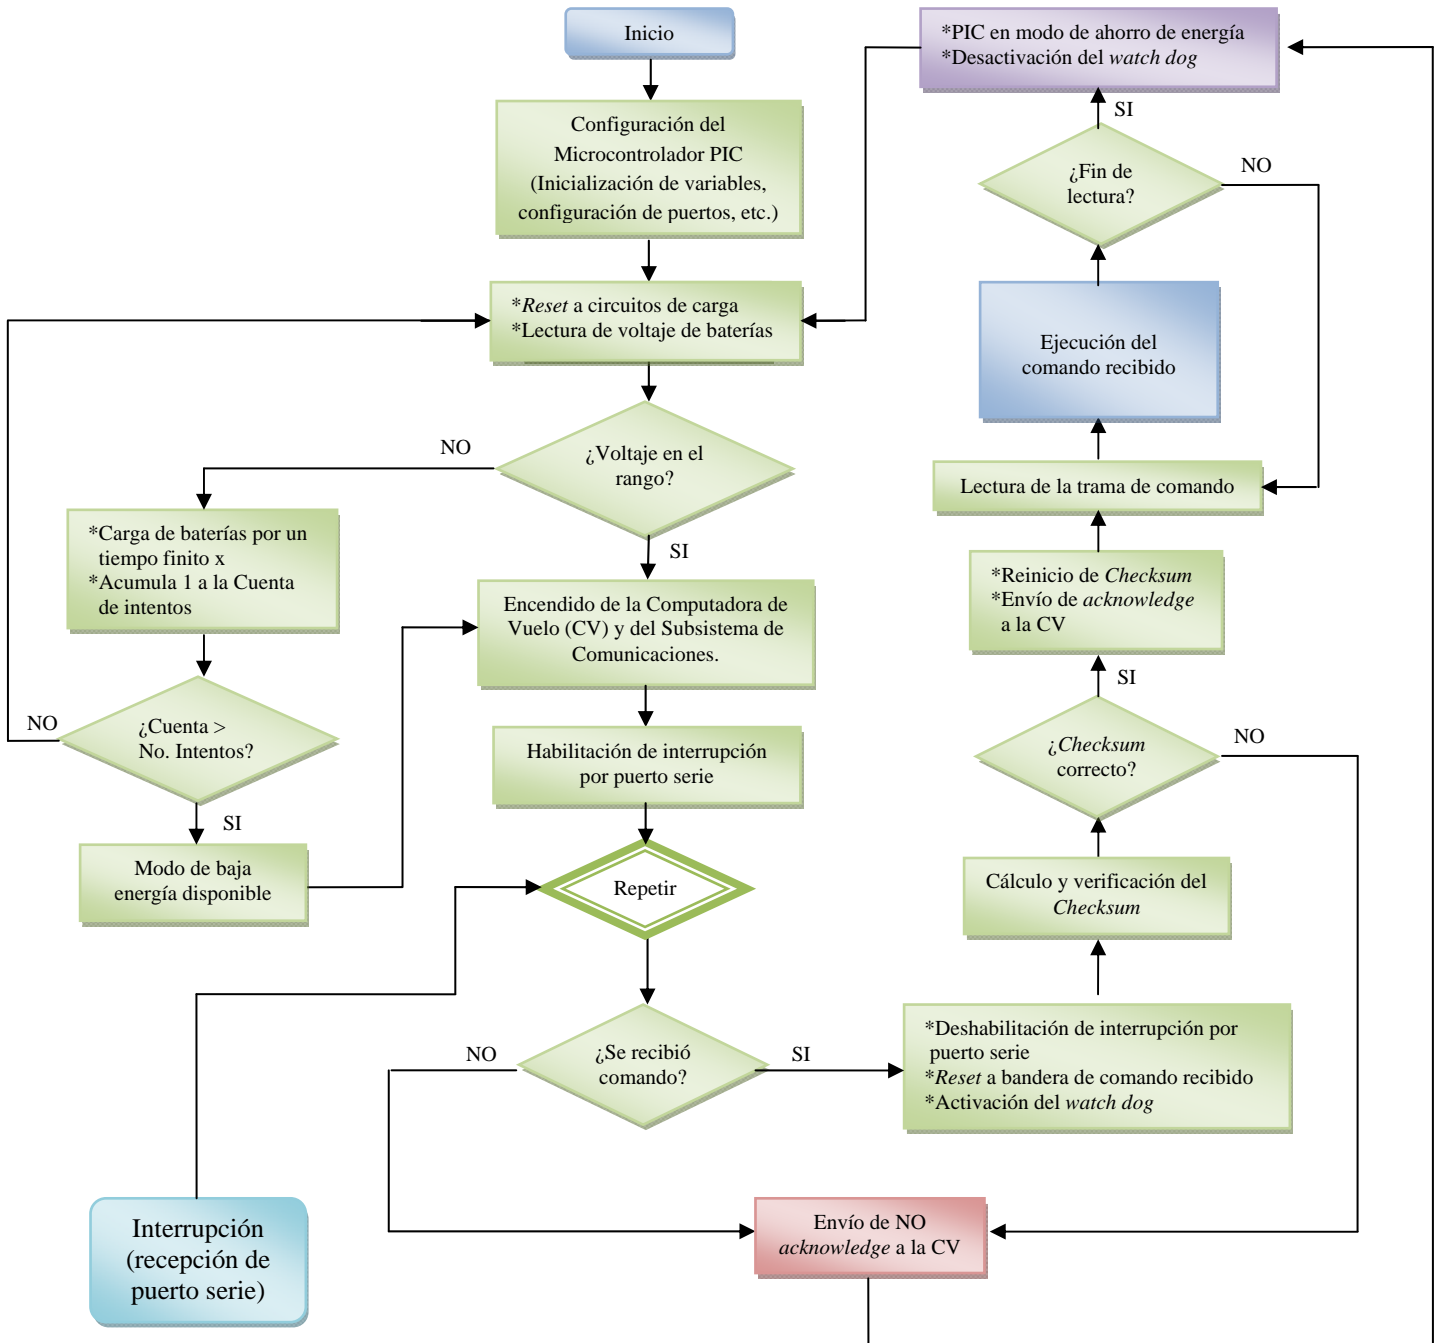 Inicio
Configuración del
Microcontrolador PIC
(Inicialización de variables,
configuración de puertos, etc.)
*Reset a circuitos de carga
*Lectura de voltaje de baterías
¿Voltaje en el
rango?
NO
SI
*Carga de baterías por un
tiempo finito x
*Acumula 1 a la Cuenta
de intentos
¿Cuenta >
No. Intentos?
NO
SI
Modo de baja
energía disponible
Encendido de la Computadora de
Vuelo (CV) y del Subsistema de
Comunicaciones.
Habilitación de interrupción
por puerto serie
Repetir
¿Se recibió
comando?
NO
SI
Interrupción
(recepción de
puerto serie)
Envío de NO
acknowledge a la CV
*Deshabilitación de interrupción por
puerto serie
*Reset a bandera de comando recibido
*Activación del watch dog
Cálculo y verificación del
Checksum
¿Checksum
correcto?
NO
SI
*Reinicio de Checksum
*Envío de acknowledge
a la CV
Lectura de la trama de comando
Ejecución del
comando recibido
¿Fin de
lectura?
NO
SI
*PIC en modo de ahorro de energía
*Desactivación del watch dog